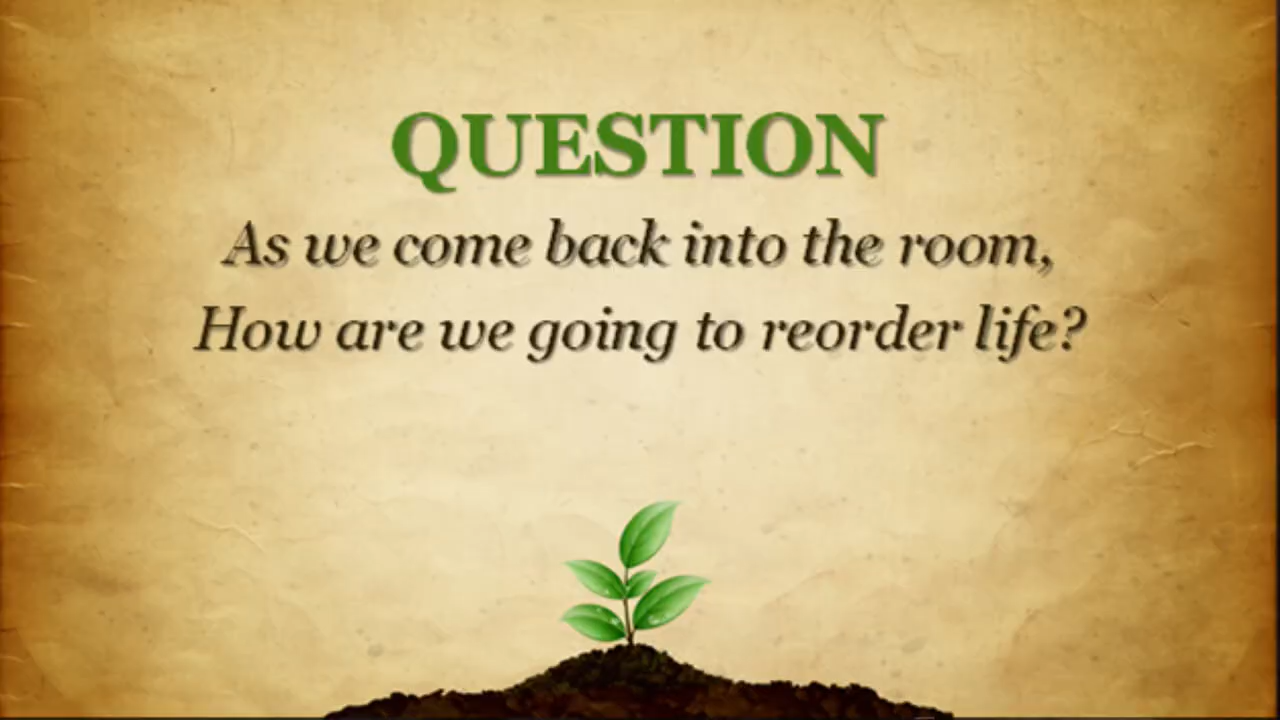 QUESTION
As we come back into the room,
How are we going to reorder life?